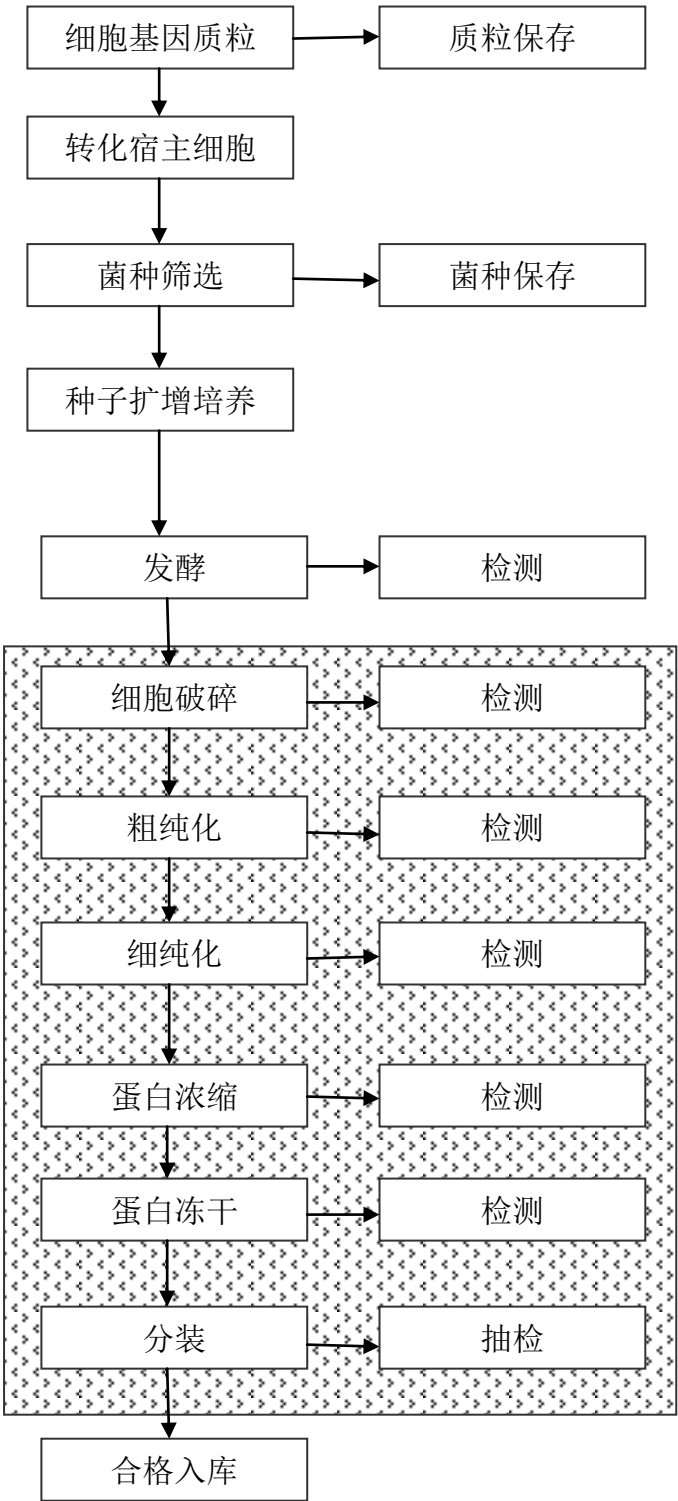 细胞基因质粒
质粒保存
转化宿主细胞
菌种筛选
菌种保存
种子扩增培养
发酵
检测
细胞破碎
检测
粗纯化
检测
细纯化
检测
蛋白浓缩
检测
蛋白冻干
检测
分装
抽检
合格入库